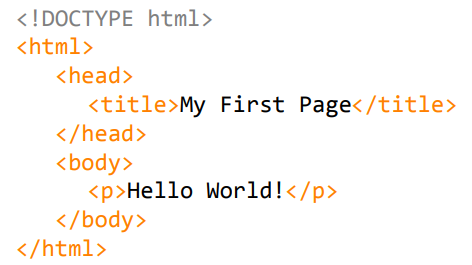 <!DOCTYPE html>
<html>
<head>
<title>My First Page</title>
</head>
<body>
<p>Hello World!</p>
</body>
</html>